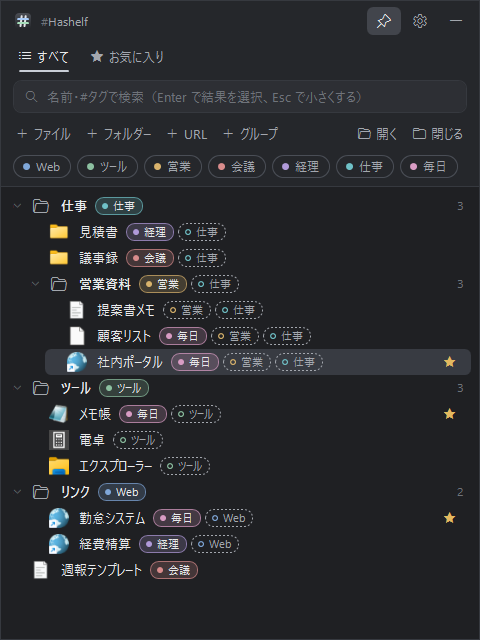 #Hashelf
すべて お気に入り
名前・#タグで検索（Enter で結果を選択、Esc で小さくする）
＋ ファイル ＋ フォルダー ＋ URL ＋ グループ 開く 閉じる
Web ツール 営業 会議 経理 仕事 毎日
仕事 仕事 3
見積書 経理 仕事
議事録 会議 仕事
営業資料 営業 仕事 3
提案書メモ 営業 仕事
顧客リスト 毎日 営業 仕事
社内ポータル 毎日 営業 仕事
ツール ツール 3
メモ帳 毎日 ツール
電卓 ツール
エクスプローラー ツール
リンク Web 2
勤怠システム 毎日 Web
経費精算 経理 Web
週報テンプレート 会議